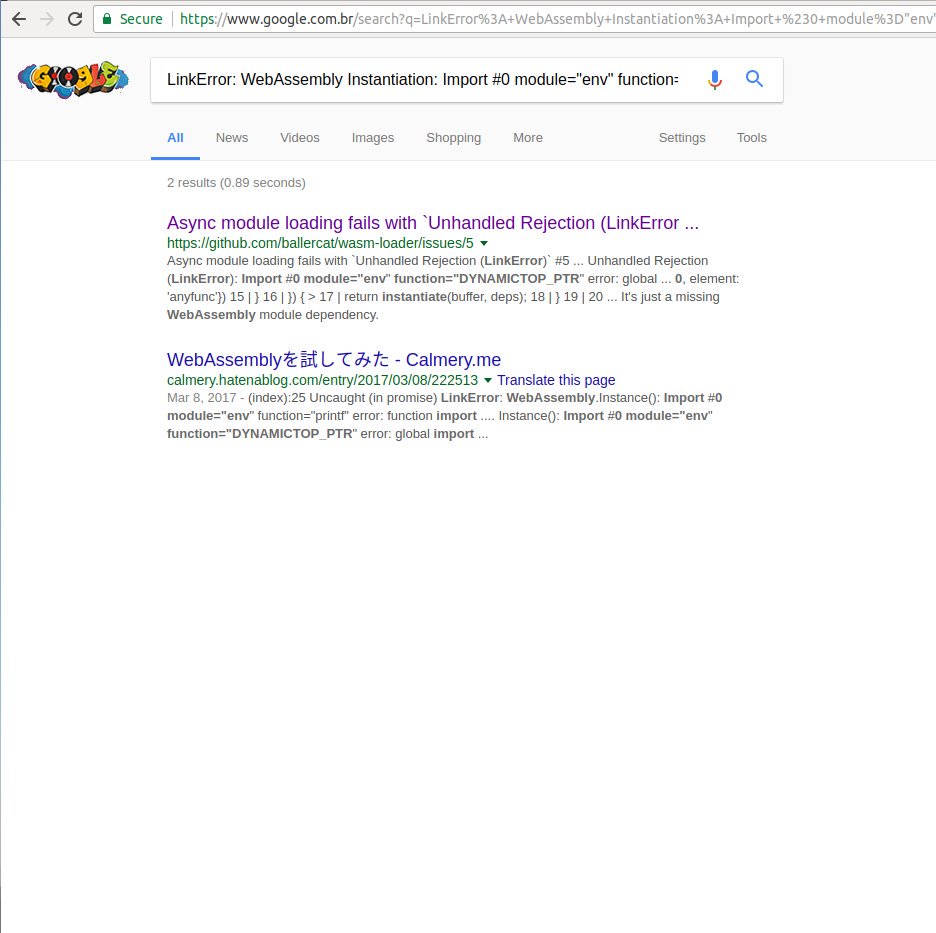 Secure https://www.google.com.br/search?q=LinkError%3A+WebAssembly+Instantiation%3A+Import+%230+module%3D"env"
GOOGLE
LinkError: WebAssembly Instantiation: Import #0 module="env" function=
All News Videos Images Shopping More Settings Tools
2 results (0.89 seconds)
Async module loading fails with `Unhandled Rejection (LinkError ...
https://github.com/ballercat/wasm-loader/issues/5
Async module loading fails with `Unhandled Rejection (LinkError)` #5 ... Unhandled Rejection
(LinkError): Import #0 module="env" function="DYNAMICTOP_PTR" error: global ... 0, element:
'anyfunc'}) 15 | } 16 | }) { > 17 | return instantiate(buffer, deps); 18 | } 19 | 20 ... It's just a missing
WebAssembly module dependency.
WebAssemblyを試してみた - Calmery.me
calmery.hatenablog.com/entry/2017/03/08/222513 Translate this page
Mar 8, 2017 - (index):25 Uncaught (in promise) LinkError: WebAssembly.Instance(): Import #0
module="env" function="printf" error: function import .... Instance(): Import #0 module="env"
function="DYNAMICTOP_PTR" error: global import ...